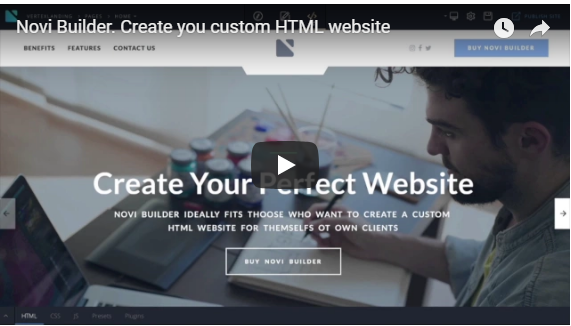 Novi Builder. Create you custom HTML website
BENEFITS FEATURES CONTACT US
BUY NOVI BUILDER
Create Your Perfect Website
NOVI BUILDER IDEALLY FITS THOOSE WHO WANT TO CREATE A CUSTOM
HTML WEBSITE FOR THEMSELFS OT OWN CLIENTS
BUY NOVI BUILDER
HTML CSS JS Presets Plugins